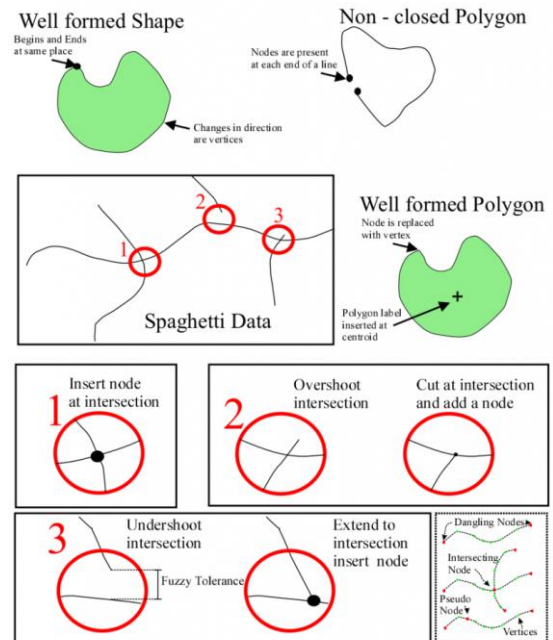 Well formed Shape
Begins and Ends
at same place
Changes in direction
are vertices
Non - closed Polygon
Nodes are present
at each end of a line
1
2
3
Spaghetti Data
Well formed Polygon
Node is replaced
with vertex
Polygon label
inserted at
centroid
1
Insert node
at intersection
2
Overshoot
intersection
Cut at intersection
and add a node
3
Undershoot
intersection
Fuzzy Tolerance
Extend to
intersection
insert node
Dangling Nodes
Intersecting
Node
Pseudo
Node
Vertices